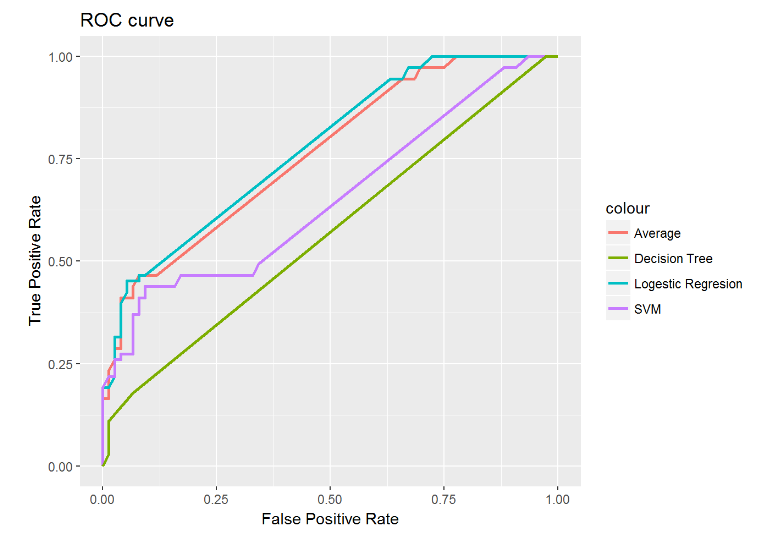 ROC curve
1.00
0.75
0.50
0.25
0.00
True Positive Rate
0.00
0.25
0.50
0.75
1.00
False Positive Rate
colour
Average
Decision Tree
Logestic Regresion
SVM